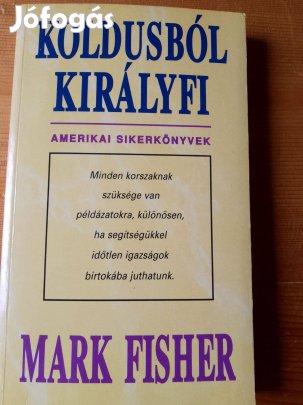 Jófogás
KOLDUSBÓL
KIRÁLYFI
AMERIKAI SIKERKÖNYVEK
Minden korszaknak
szüksége van
példázatokra, különösen,
ha segítségükkel
időtlen igazságok
birtokába juthatunk.
MARK FISHER